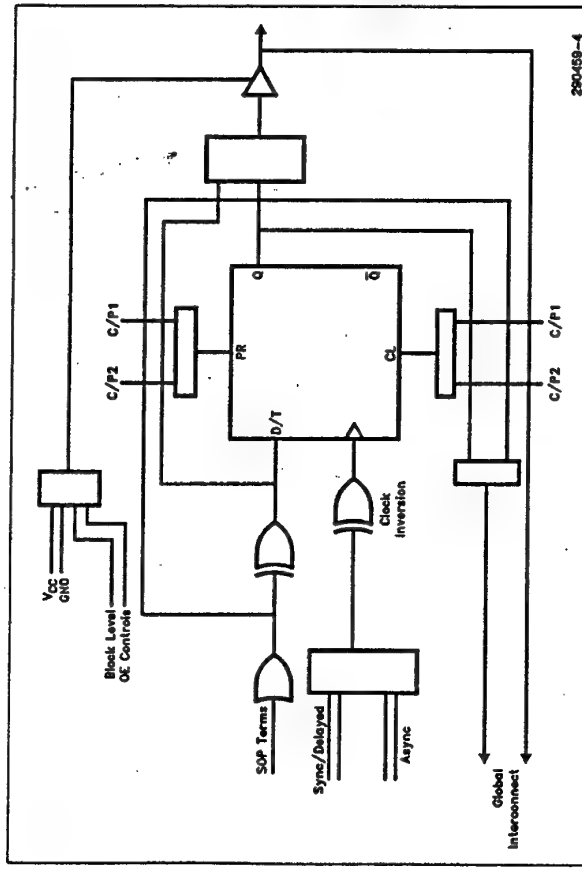 290459-4
VCC
GND
Block Level
OE Controls
C/P2
C/P1
PR
Q
D/T
SOP Terms
Q̅
CL
Clock
Inversion
Sync/Delayed
Async
C/P2
C/P1
Global
Interconnect